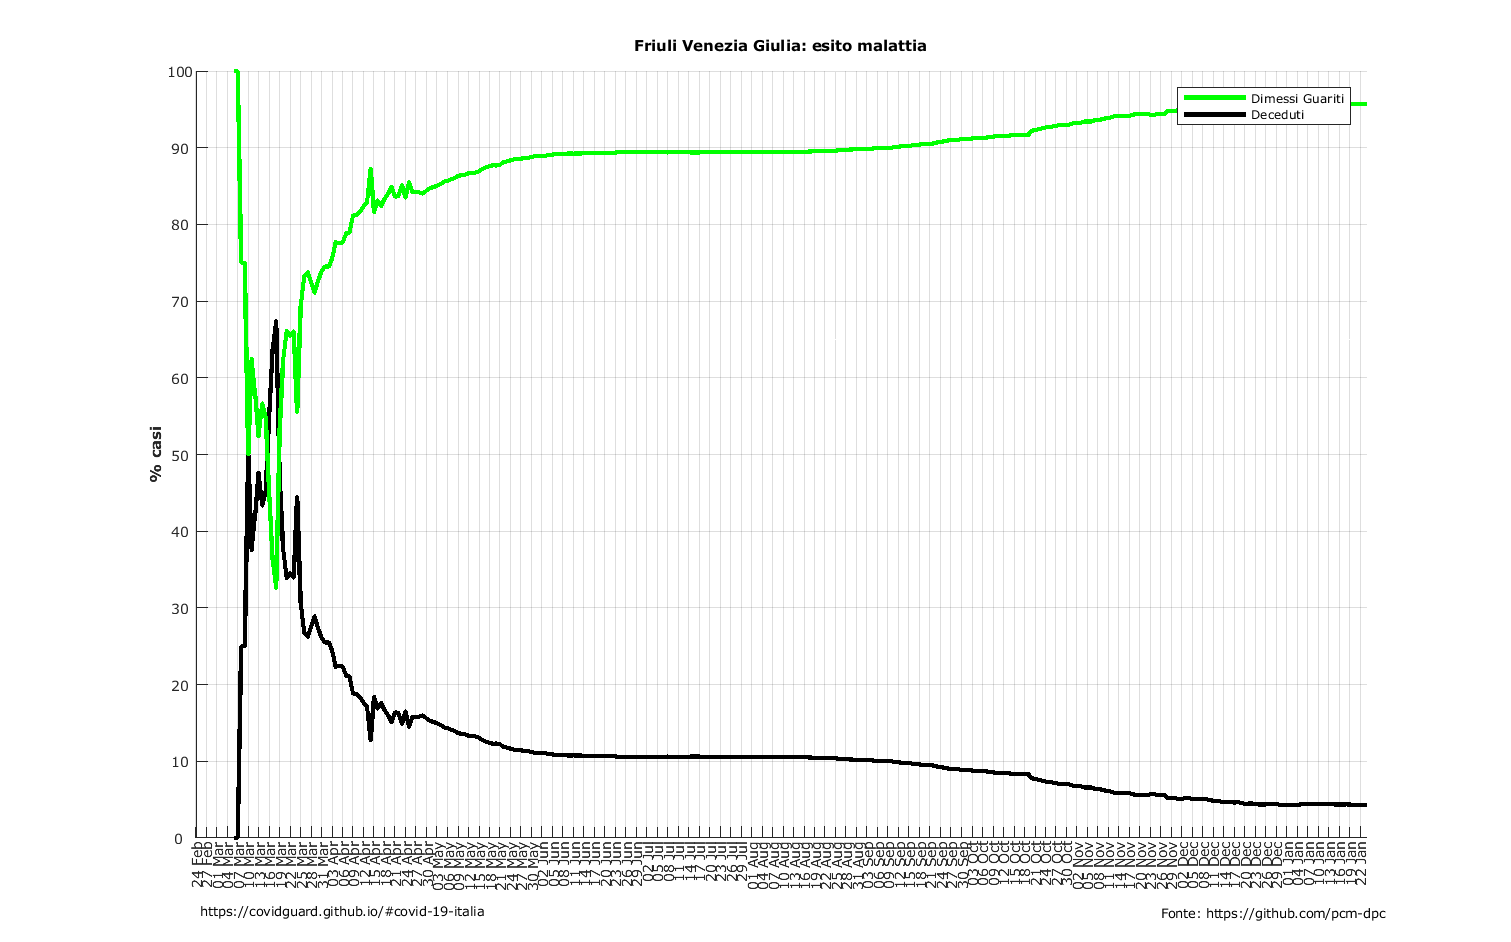 Friuli Venezia Giulia: esito malattia
Dimessi Guariti
Deceduti
% casi
100
90
80
70
60
50
40
30
20
10
0
24 Feb
27 Feb
01 Mar
04 Mar
07 Mar
10 Mar
13 Mar
16 Mar
19 Mar
22 Mar
25 Mar
28 Mar
31 Mar
03 Apr
06 Apr
09 Apr
12 Apr
15 Apr
18 Apr
21 Apr
24 Apr
27 Apr
30 Apr
03 May
06 May
09 May
12 May
15 May
18 May
21 May
24 May
27 May
30 May
02 Jun
05 Jun
08 Jun
11 Jun
14 Jun
17 Jun
20 Jun
23 Jun
26 Jun
29 Jun
02 Jul
05 Jul
08 Jul
11 Jul
14 Jul
17 Jul
20 Jul
23 Jul
26 Jul
29 Jul
01 Aug
04 Aug
07 Aug
10 Aug
13 Aug
16 Aug
19 Aug
22 Aug
25 Aug
28 Aug
31 Aug
03 Sep
06 Sep
09 Sep
12 Sep
15 Sep
18 Sep
21 Sep
24 Sep
27 Sep
30 Sep
03 Oct
06 Oct
09 Oct
12 Oct
15 Oct
18 Oct
21 Oct
24 Oct
27 Oct
30 Oct
02 Nov
05 Nov
08 Nov
11 Nov
14 Nov
17 Nov
20 Nov
23 Nov
26 Nov
29 Nov
02 Dec
05 Dec
08 Dec
11 Dec
14 Dec
17 Dec
20 Dec
23 Dec
26 Dec
29 Dec
01 Jan
04 Jan
07 Jan
10 Jan
13 Jan
16 Jan
19 Jan
22 Jan
https://covidguard.github.io/#covid-19-italia
Fonte: https://github.com/pcm-dpc